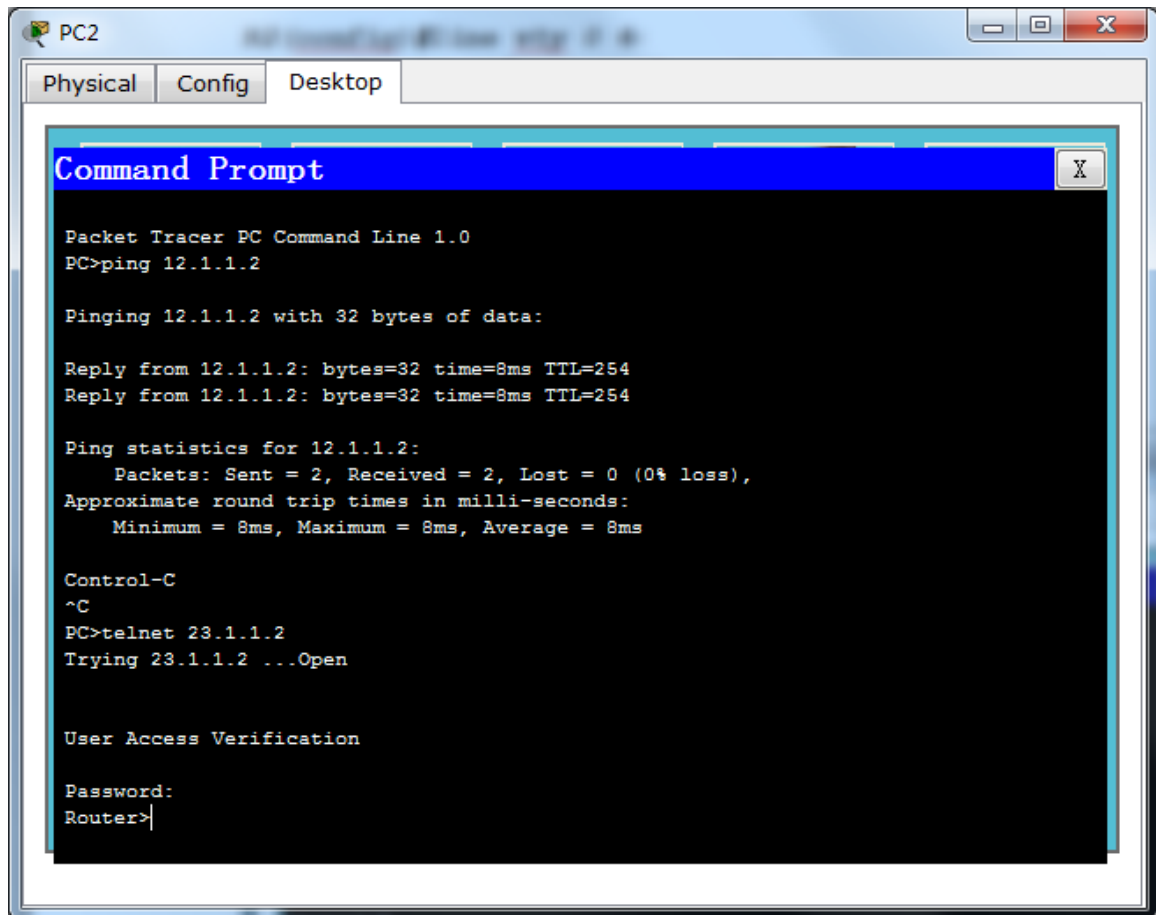 PC2
Physical Config Desktop
Command Prompt
X
Packet Tracer PC Command Line 1.0
PC>ping 12.1.1.2
Pinging 12.1.1.2 with 32 bytes of data:
Reply from 12.1.1.2: bytes=32 time=8ms TTL=254
Reply from 12.1.1.2: bytes=32 time=8ms TTL=254
Ping statistics for 12.1.1.2:
    Packets: Sent = 2, Received = 2, Lost = 0 (0% loss),
Approximate round trip times in milli-seconds:
    Minimum = 8ms, Maximum = 8ms, Average = 8ms
Control-C
^C
PC>telnet 23.1.1.2
Trying 23.1.1.2 ...Open
User Access Verification
Password:
Router>